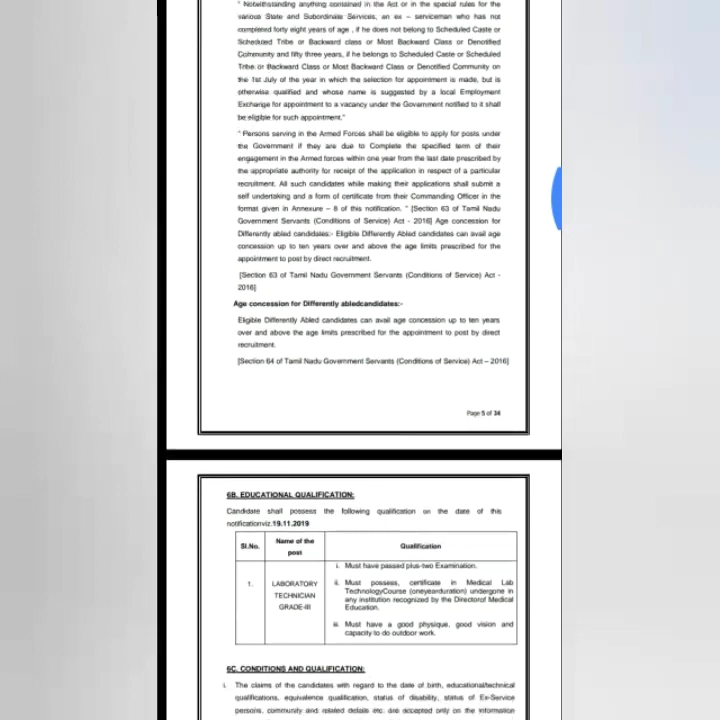 " Notwithstanding anything contained in the Act or in the special rules for the
various State and Subordinate Services, an ex – serviceman who has not
completed forty eight years of age , if he does not belong to Scheduled Caste or
Scheduled Tribe or Backward class or Most Backward Class or Denotified
Community and fifty three years, if he belongs to Scheduled Caste or Scheduled
Tribe or Backward Class or Most Backward Class or Denotified Community on
the 1st July of the year in which the selection for appointment is made, but is
otherwise qualified and whose name is suggested by a local Employment
Exchange for appointment to a vacancy under the Government notified to it shall
be eligible for such appointment."
" Persons serving in the Armed Forces shall be eligible to apply for posts under
the Government if they are due to Complete the specified term of their
engagement in the Armed forces within one year from the last date prescribed by
the appropriate authority for receipt of the application in respect of a particular
recruitment. All such candidates while making their applications shall submit a
self undertaking and a form of certificate from their Commanding Officer in the
format given in Annexure – 8 of this notification. " [Section 63 of Tamil Nadu
Government Servants (Conditions of Service) Act - 2016] Age concession for
Differently abled candidates:- Eligible Differently Abled candidates can avail age
concession up to ten years over and above the age limits prescribed for the
appointment to post by direct recruitment.
[Section 63 of Tamil Nadu Government Servants (Conditions of Service) Act -
2016]
Age concession for Differently abledcandidates:-
Eligible Differently Abled candidates can avail age concession up to ten years
over and above the age limits prescribed for the appointment to post by direct
recruitment.
[Section 64 of Tamil Nadu Government Servants (Conditions of Service) Act – 2016]
Page 5 of 34
6B. EDUCATIONAL QUALIFICATION:
Candidate shall possess the following qualification on the date of this
notificationviz.19.11.2019
Sl.No. Name of the post Qualification
1. LABORATORY TECHNICIAN GRADE-III
i. Must have passed plus-two Examination.
ii. Must possess, certificate in Medical Lab
TechnologyCourse (oneyearduration) undergone in
any institution recognized by the Directorof Medical
Education.
iii. Must have a good physique, good vision and
capacity to do outdoor work.
6C. CONDITIONS AND QUALIFICATION:
i. The claims of the candidates with regard to the date of birth, educational/technical
qualifications, equivalence qualification, status of disability, status of Ex-Service
persons, community and related details etc. are accepted only on the information